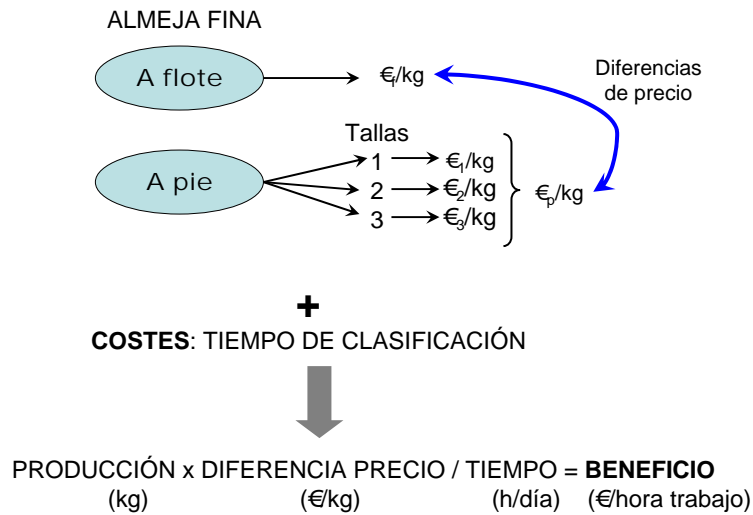 ALMEJA FINA
A flote
€f/kg
Diferencias
de precio
Tallas
A pie
1
€1/kg
2
€2/kg
3
€3/kg
€p/kg
+
COSTES: TIEMPO DE CLASIFICACIÓN
PRODUCCIÓN x DIFERENCIA PRECIO / TIEMPO = BENEFICIO
(kg) (€/kg) (h/día) (€/hora trabajo)